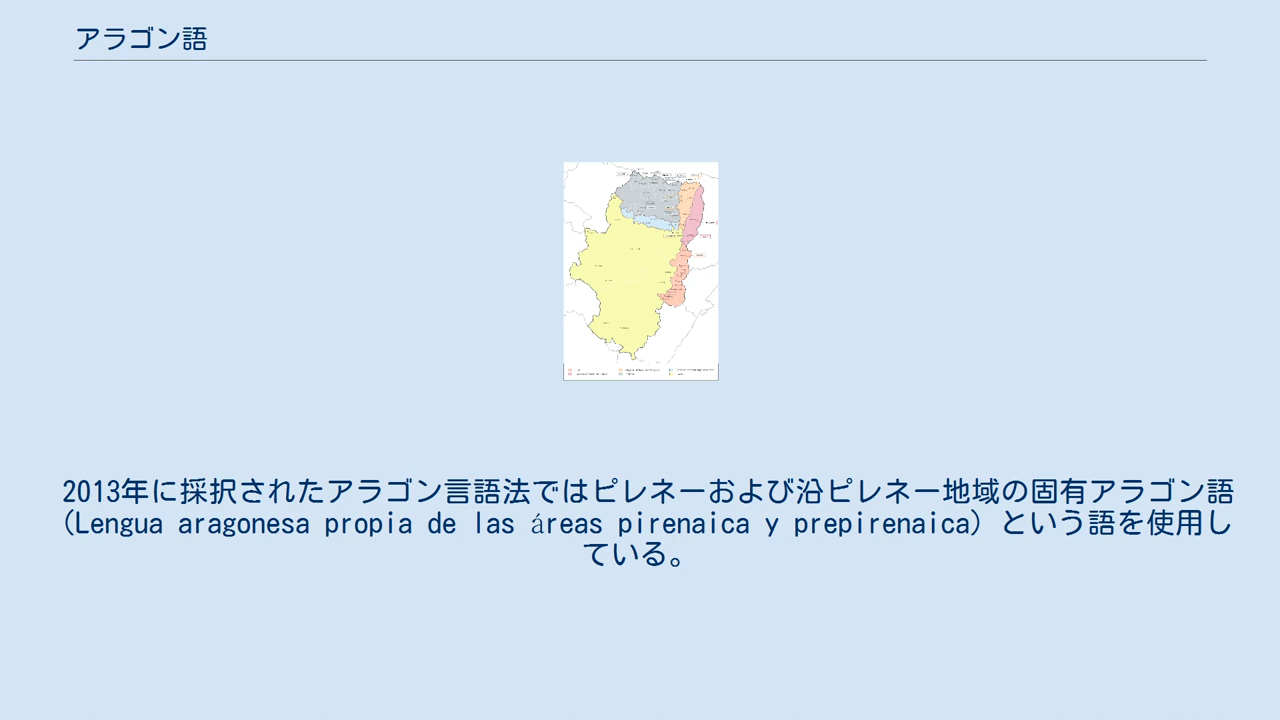 アラゴン語
2013年に採択されたアラゴン言語法ではピレネーおよび沿ピレネー地域の固有アラゴン語
(Lengua aragonesa propia de las áreas pirenaica y prepirenaica) という語を使用し
ている。